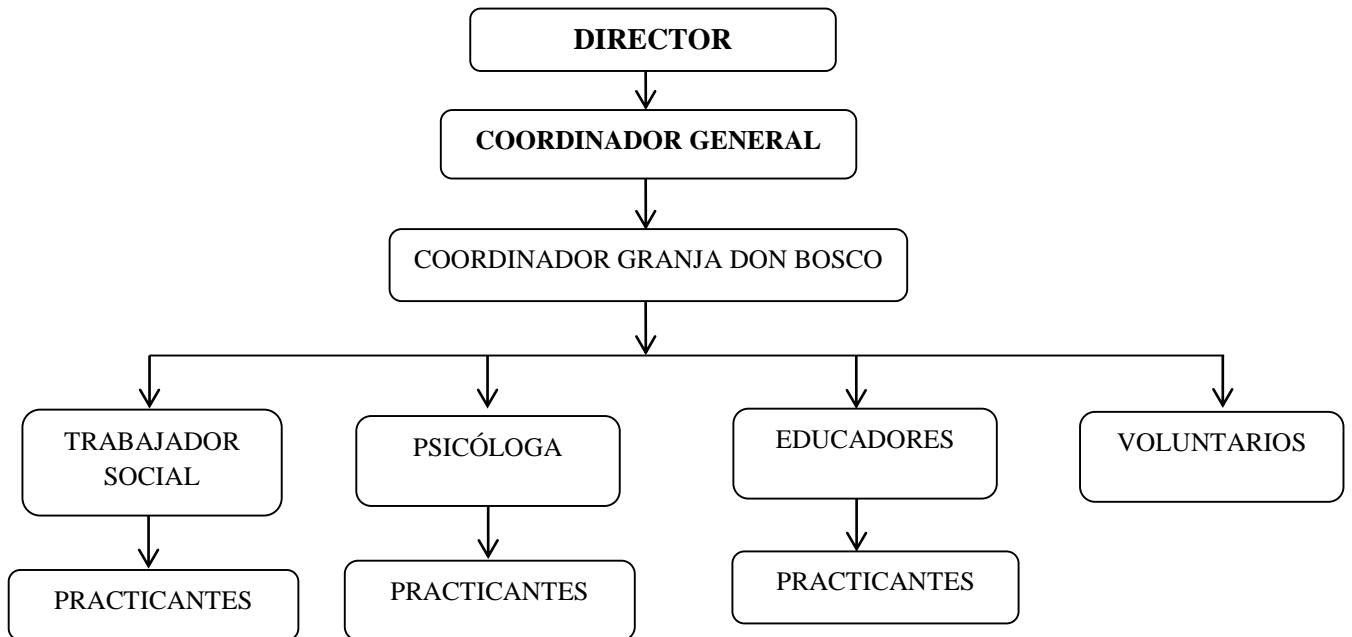 DIRECTOR
COORDINADOR GENERAL
COORDINADOR GRANJA DON BOSCO
TRABAJADOR
SOCIAL
PSICÓLOGA
EDUCADORES
VOLUNTARIOS
PRACTICANTES
PRACTICANTES
PRACTICANTES